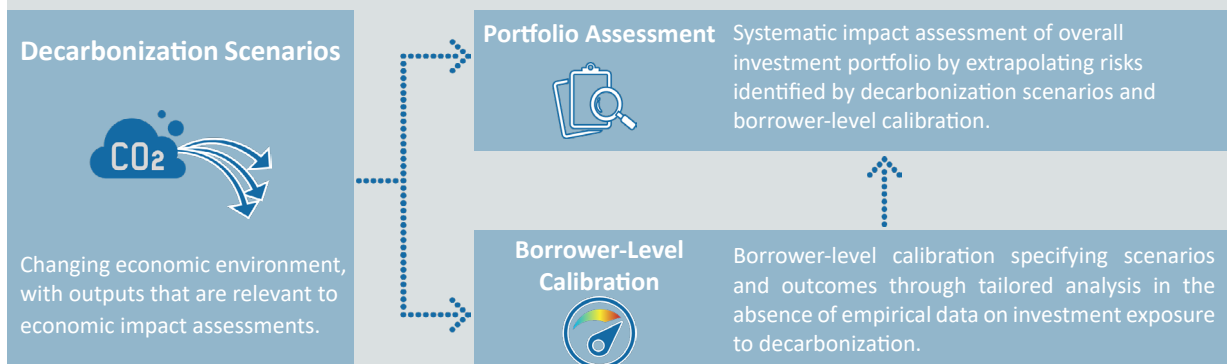 Decarbonization Scenarios
CO2
Changing economic environment,
with outputs that are relevant to
economic impact assessments.
Portfolio Assessment
Systematic impact assessment of overall
investment portfolio by extrapolating risks
identified by decarbonization scenarios and
borrower-level calibration.
Borrower-Level
Calibration
Borrower-level calibration specifying scenarios
and outcomes through tailored analysis in the
absence of empirical data on investment exposure
to decarbonization.